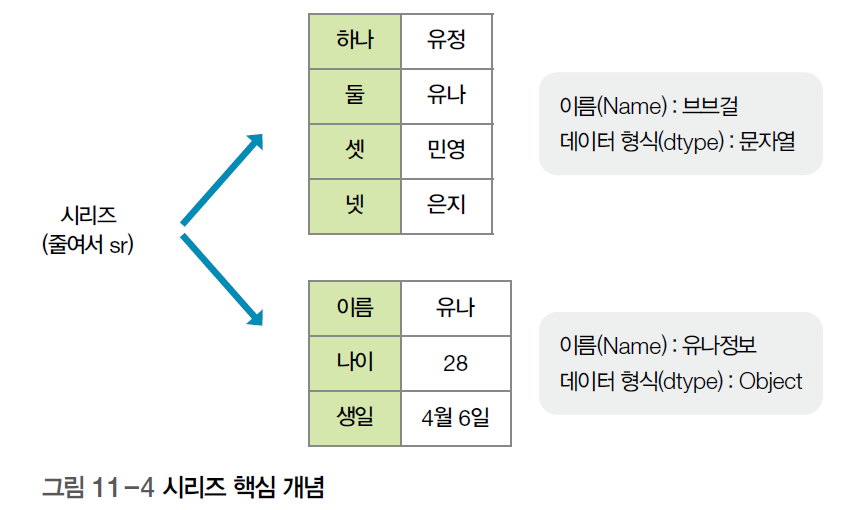 하나 유정
둘 유나
셋 민영
넷 은지
이름(Name) : 브브걸
데이터 형식(dtype) : 문자열
시리즈
(줄여서 sr)
이름 유나
나이 28
생일 4월 6일
이름(Name) : 유나정보
데이터 형식(dtype) : Object
그림 11-4 시리즈 핵심 개념